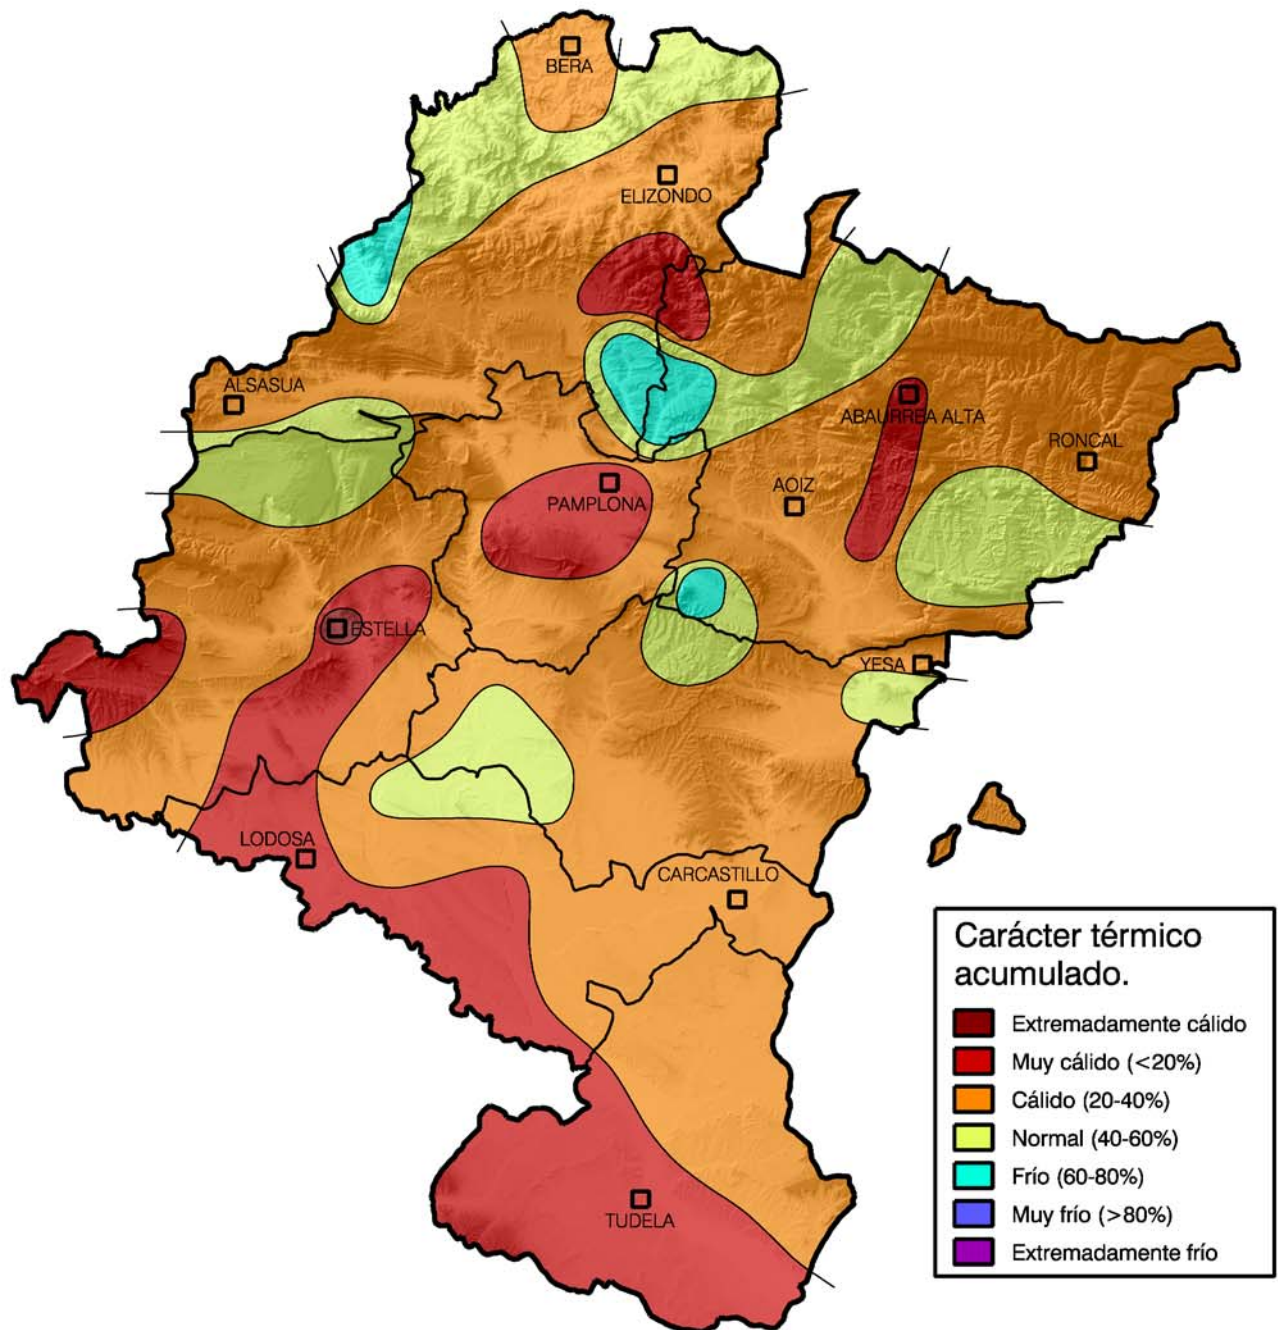 BERA
ELIZONDO
ALSASUA
ABAURREA ALTA
RONCAL
PAMPLONA
AOIZ
ESTELLA
YESA
LODOSA
CARCASTILLO
TUDELA
Carácter térmico
acumulado.
Extremadamente cálido
Muy cálido (<20%)
Cálido (20-40%)
Normal (40-60%)
Frío (60-80%)
Muy frío (>80%)
Extremadamente frío